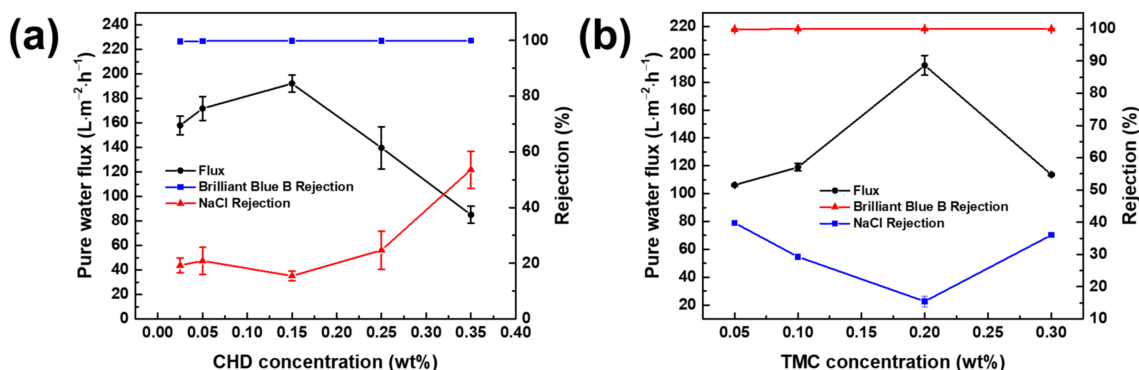 (a)
Pure water flux (L·m⁻²·h⁻¹)
240
220
200
180
160
140
120
100
80
60
40
20
0
Flux
Brilliant Blue B Rejection
NaCl Rejection
100
80
60
40
20
0
Rejection (%)
0.00 0.05 0.10 0.15 0.20 0.25 0.30 0.35 0.40
CHD concentration (wt%)
(b)
Pure water flux (L·m⁻²·h⁻¹)
220
200
180
160
140
120
100
80
60
40
20
Flux
Brilliant Blue B Rejection
NaCl Rejection
100
90
80
70
60
50
40
30
20
10
Rejection (%)
0.05 0.10 0.15 0.20 0.25 0.30
TMC concentration (wt%)